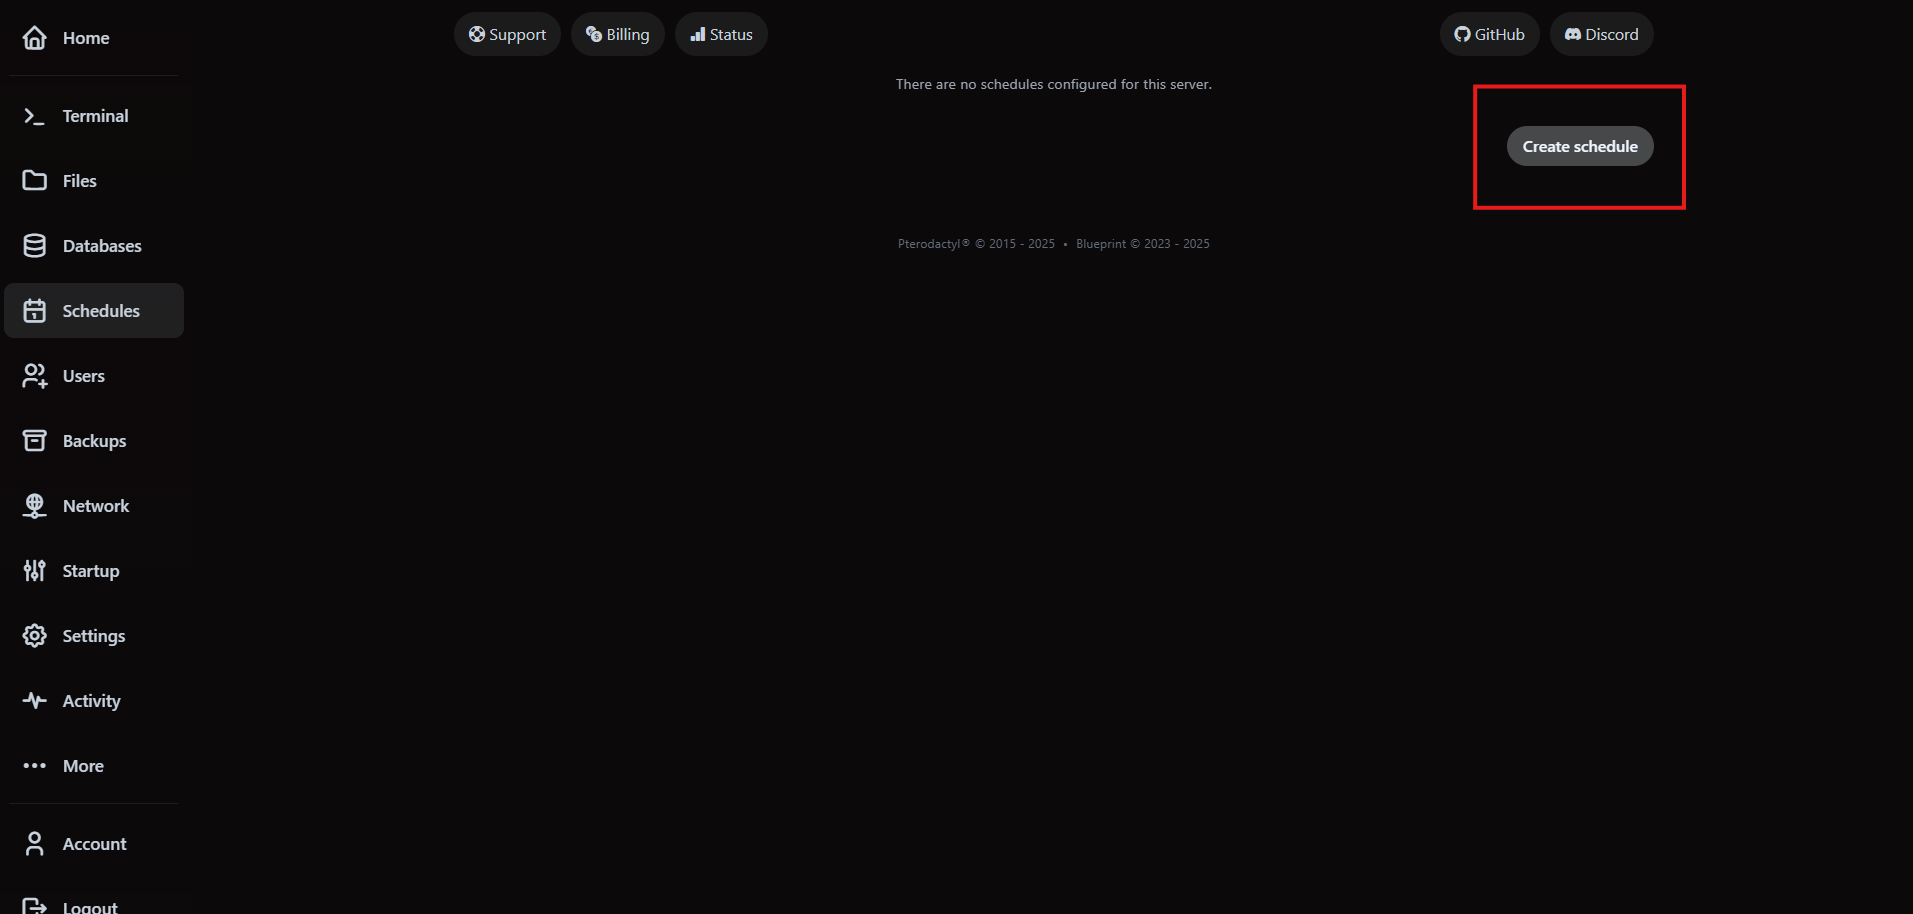 Home
Support
Billing
Status
GitHub
Discord
There are no schedules configured for this server.
Terminal
Create schedule
Files
Databases
Pterodactyl® © 2015 - 2025 • Blueprint © 2023 - 2025
Schedules
Users
Backups
Network
Startup
Settings
Activity
More
Account
Logout